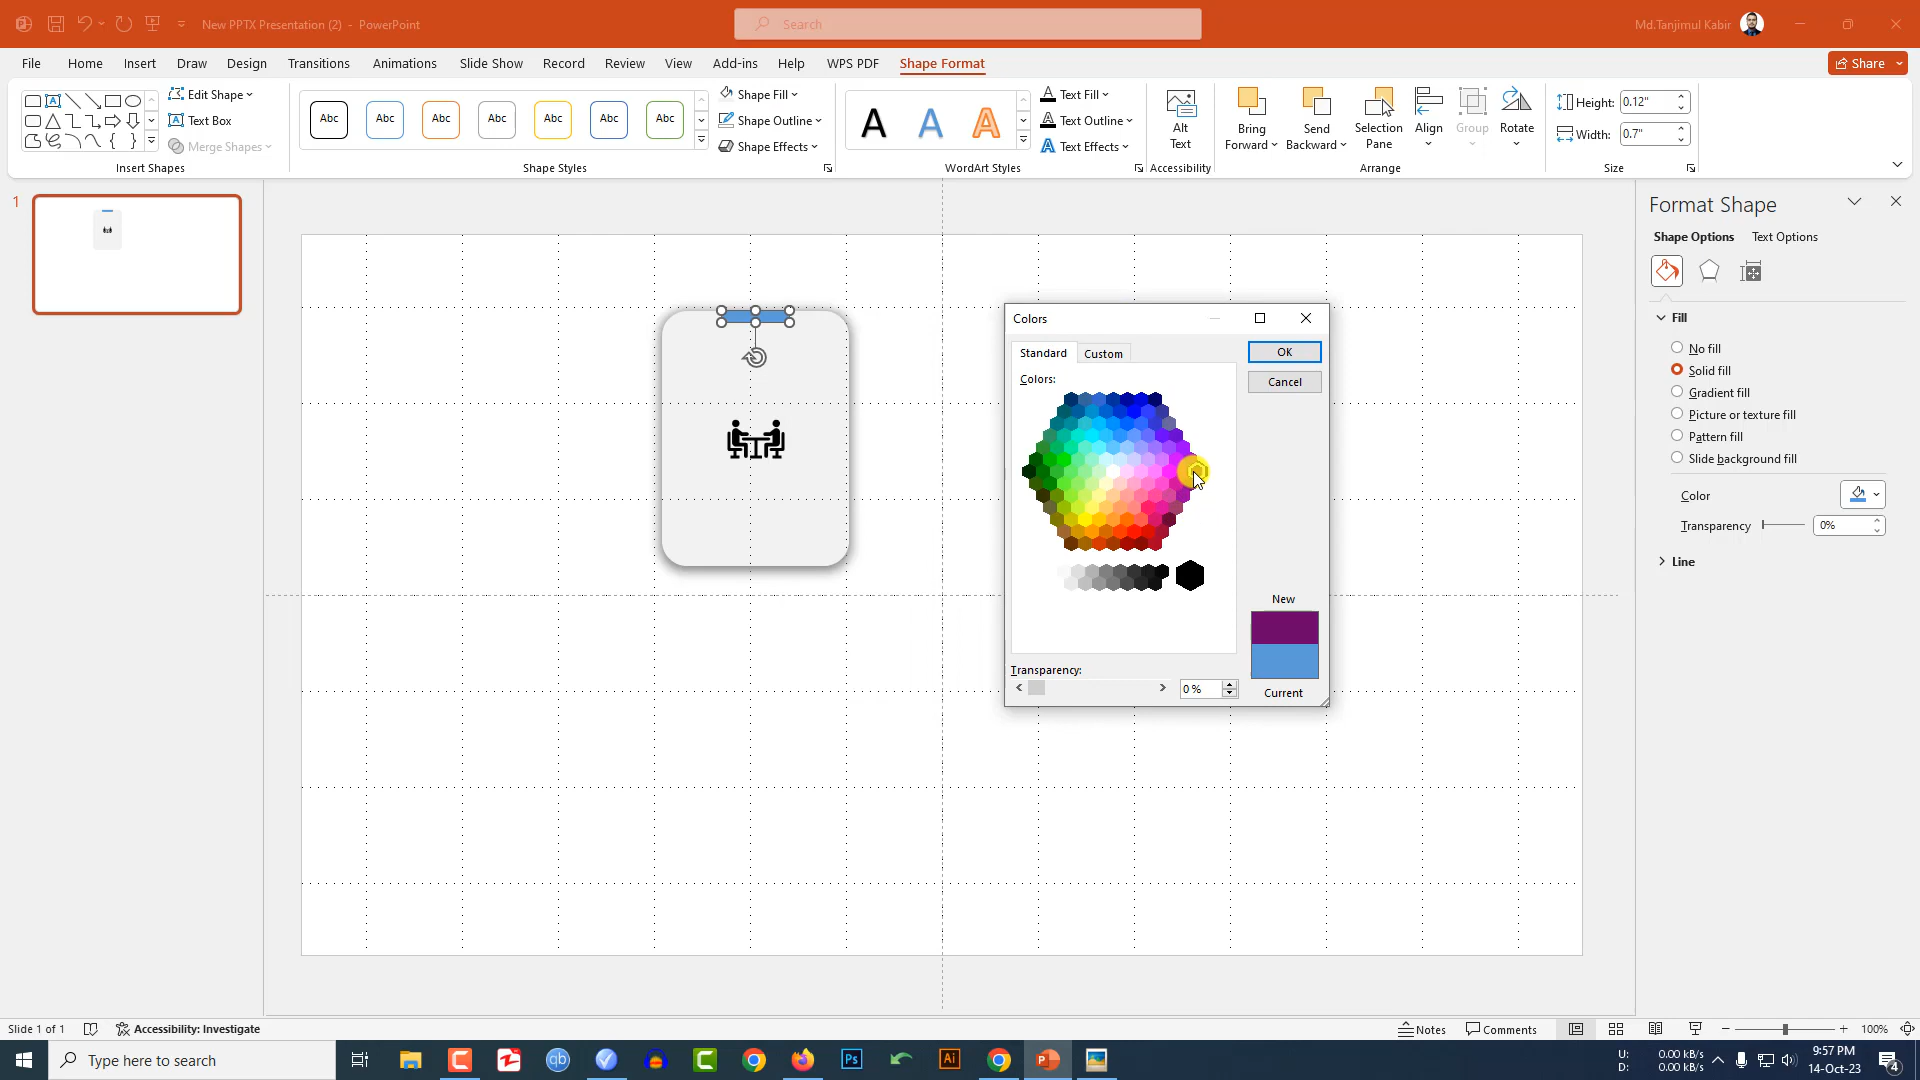 New PPTX Presentation (2) - PowerPoint
Search
Md.Tanjimul Kabir
File Home Insert Draw Design Transitions Animations Slide Show Record Review View Add-ins Help WPS PDF Shape Format
Share
Edit Shape
Text Box
Merge Shapes
Insert Shapes
Abc Abc Abc Abc Abc Abc Abc
Shape Fill
Shape Outline
Shape Effects
Shape Styles
A A A
Text Fill
Text Outline
Text Effects
WordArt Styles
Alt Text
Accessibility
Bring Forward
Send Backward
Selection Pane
Align
Group
Rotate
Arrange
Height: 0.12"
Width: 0.7"
Size
1
Format Shape
Shape Options Text Options
Fill
No fill
Solid fill
Gradient fill
Picture or texture fill
Pattern fill
Slide background fill
Color
Transparency 0%
Line
Colors
Standard Custom
OK
Cancel
Colors:
New
Current
Transparency:
0 %
Slide 1 of 1 Accessibility: Investigate
Notes Comments 100%
Type here to search
qb
Ps
Ai
U: 0.00 kB/s
D: 0.00 kB/s
9:57 PM
14-Oct-23
4